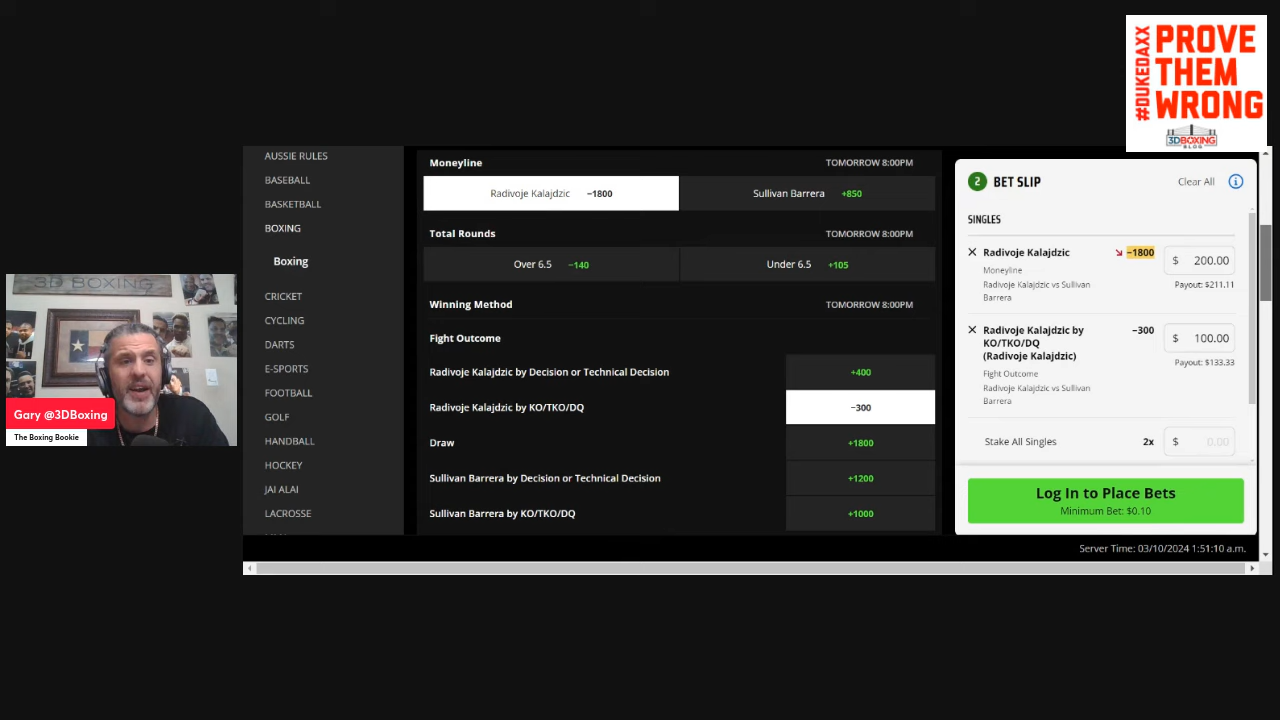 #DUKEDAXX
PROVE
THEM
WRONG
3DBOXING
BLOG
AUSSIE RULES
BASEBALL
BASKETBALL
BOXING
Boxing
CRICKET
CYCLING
DARTS
E-SPORTS
FOOTBALL
GOLF
HANDBALL
HOCKEY
JAI ALAI
LACROSSE
Moneyline TOMORROW 8:00PM
Radivoje Kalajdzic −1800 Sullivan Barrera +850
Total Rounds TOMORROW 8:00PM
Over 6.5 −140 Under 6.5 +105
Winning Method TOMORROW 8:00PM
Fight Outcome
Radivoje Kalajdzic by Decision or Technical Decision +400
Radivoje Kalajdzic by KO/TKO/DQ −300
Draw +1800
Sullivan Barrera by Decision or Technical Decision +1200
Sullivan Barrera by KO/TKO/DQ +1000
2 BET SLIP Clear All
SINGLES
Radivoje Kalajdzic −1800 $ 200.00
Moneyline Payout: $211.11
Radivoje Kalajdzic vs Sullivan
Barrera
Radivoje Kalajdzic by −300 $ 100.00
KO/TKO/DQ
(Radivoje Kalajdzic) Payout: $133.33
Fight Outcome
Radivoje Kalajdzic vs Sullivan
Barrera
Stake All Singles 2x $ 0.00
Log In to Place Bets
Minimum Bet: $0.10
Server Time: 03/10/2024 1:51:10 a.m.
3D BOXING
Gary @3DBoxing
The Boxing Bookie